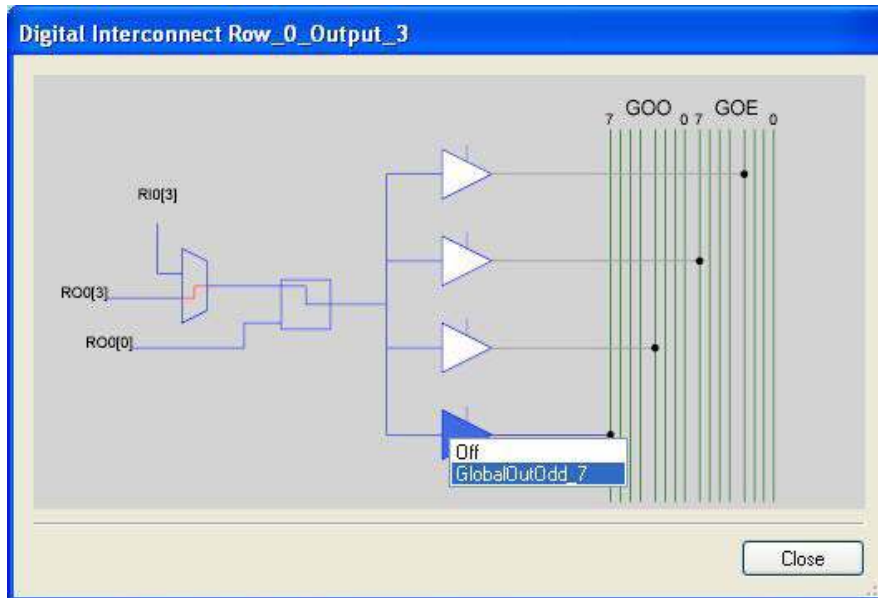 Digital Interconnect Row_0_Output_3
7 GOO 0 7 GOE 0
RI0[3]
RO0[3]
RO0[0]
Off
GlobalOutOdd_7
Close